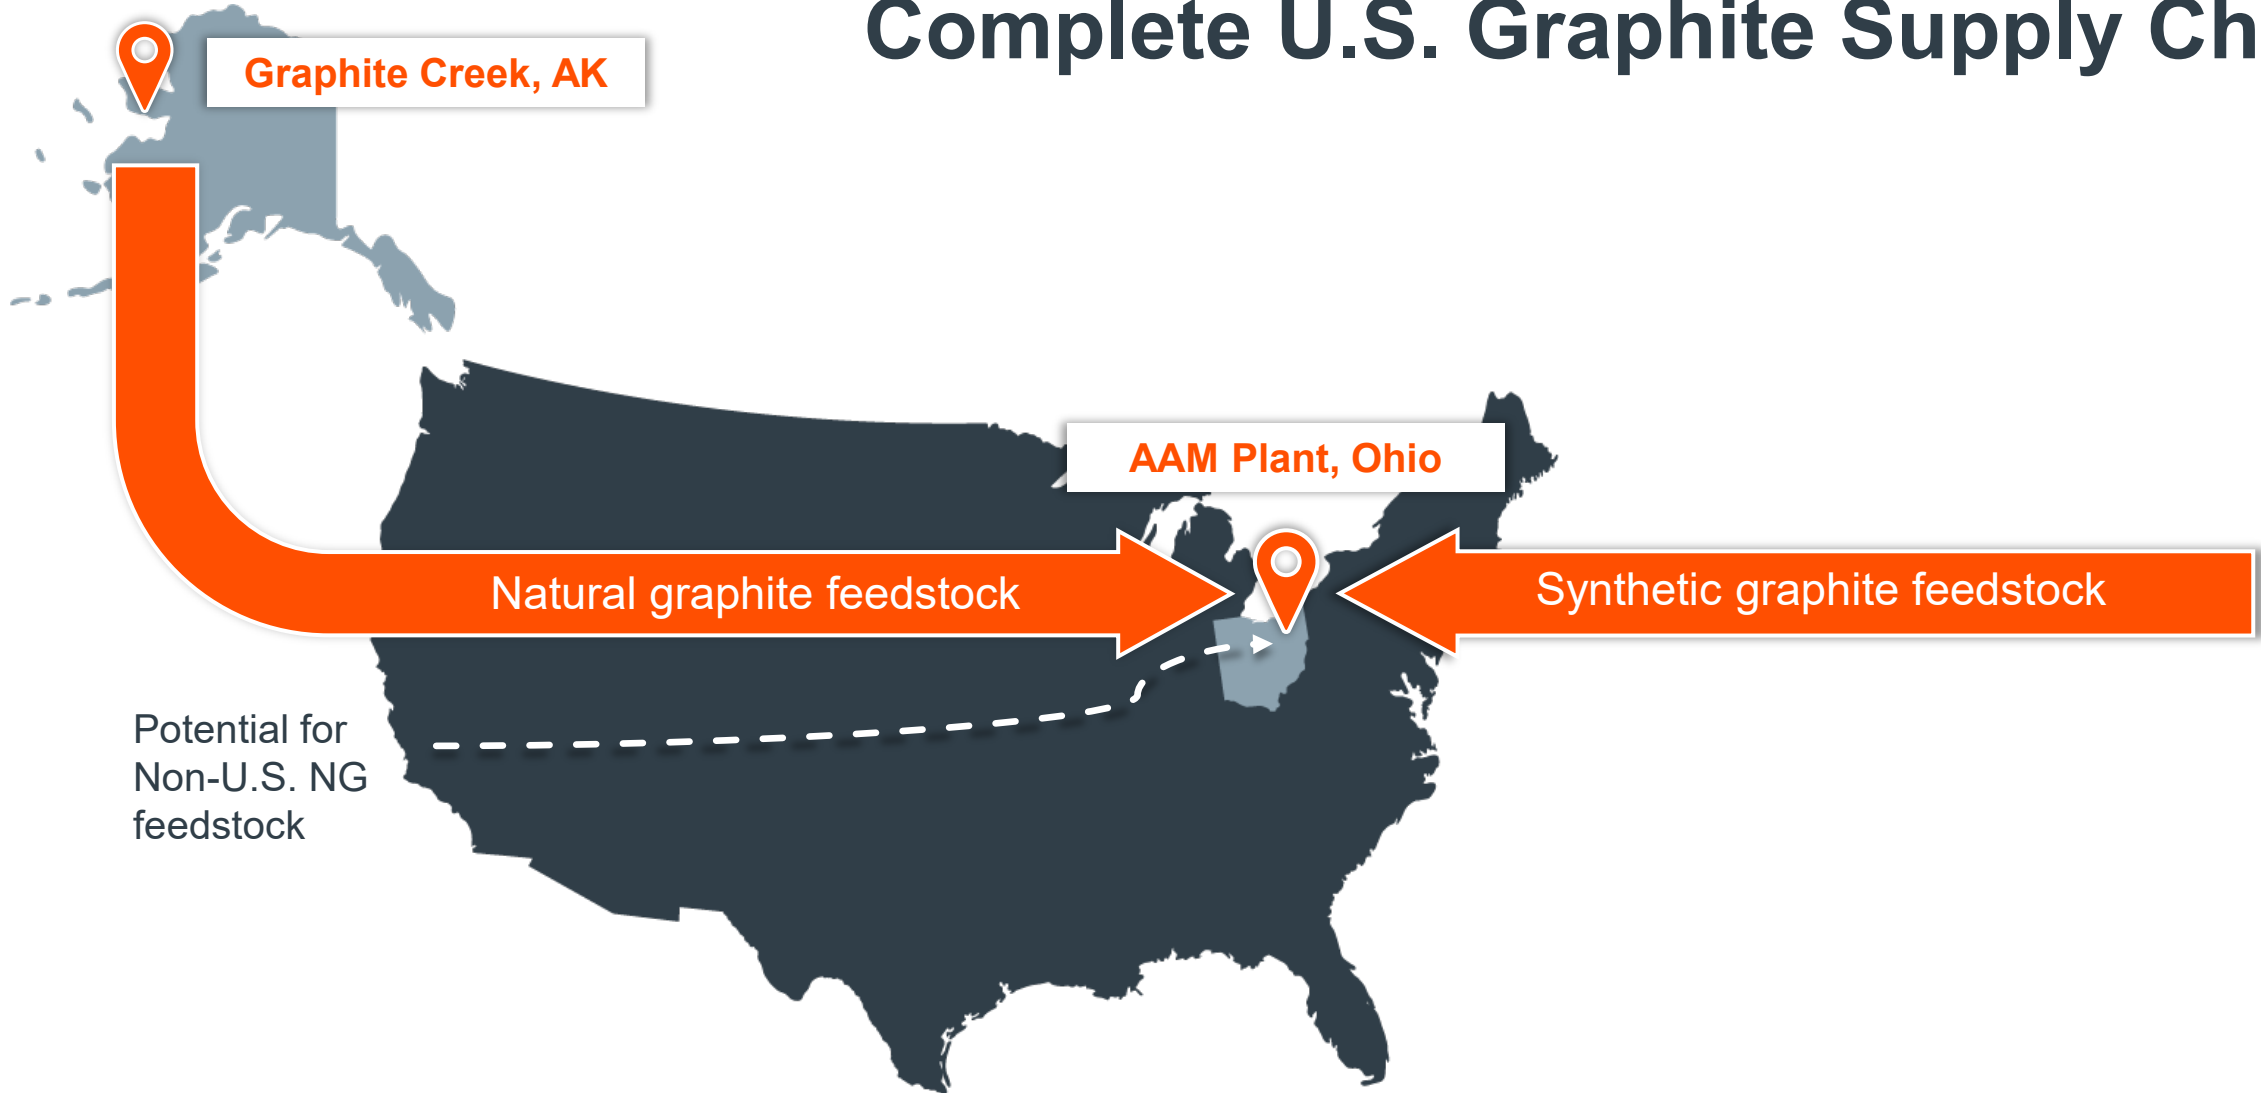 Complete U.S. Graphite Supply Ch
Graphite Creek, AK
AAM Plant, Ohio
Natural graphite feedstock
Synthetic graphite feedstock
Potential for
Non-U.S. NG
feedstock